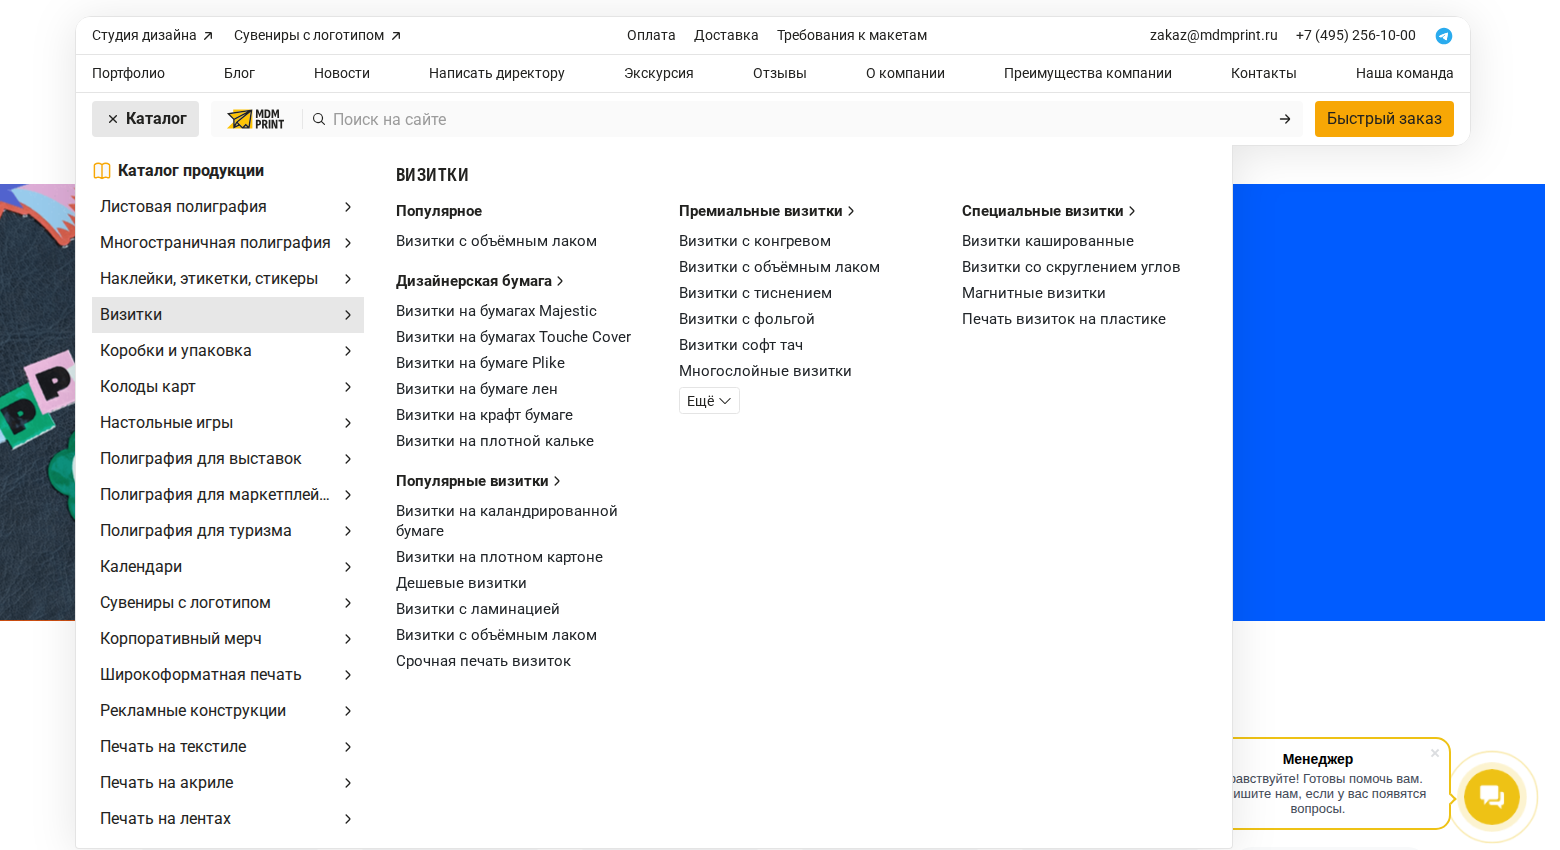 Студия дизайна
Сувениры с логотипом
Оплата
Доставка
Требования к макетам
zakaz@mdmprint.ru
+7 (495) 256-10-00
Портфолио
Блог
Новости
Написать директору
Экскурсия
Отзывы
О компании
Преимущества компании
Контакты
Наша команда
Каталог
MDM
PRINT
Поиск на сайте
Быстрый заказ
Каталог продукции
Листовая полиграфия
Многостраничная полиграфия
Наклейки, этикетки, стикеры
Визитки
Коробки и упаковка
Колоды карт
Настольные игры
Полиграфия для выставок
Полиграфия для маркетплей...
Полиграфия для туризма
Календари
Сувениры с логотипом
Корпоративный мерч
Широкоформатная печать
Рекламные конструкции
Печать на текстиле
Печать на акриле
Печать на лентах
ВИЗИТКИ
Популярное
Визитки с объёмным лаком
Дизайнерская бумага
Визитки на бумагах Majestic
Визитки на бумагах Touche Cover
Визитки на бумаге Plike
Визитки на бумаге лен
Визитки на крафт бумаге
Визитки на плотной кальке
Популярные визитки
Визитки на каландрированной
бумаге
Визитки на плотном картоне
Дешевые визитки
Визитки с ламинацией
Визитки с объёмным лаком
Срочная печать визиток
Премиальные визитки
Визитки с конгревом
Визитки с объёмным лаком
Визитки с тиснением
Визитки с фольгой
Визитки софт тач
Многослойные визитки
Ещё
Специальные визитки
Визитки кашированные
Визитки со скруглением углов
Магнитные визитки
Печать визиток на пластике
P
P
Менеджер
равствуйте! Готовы помочь вам.
ишите нам, если у вас появятся
вопросы.